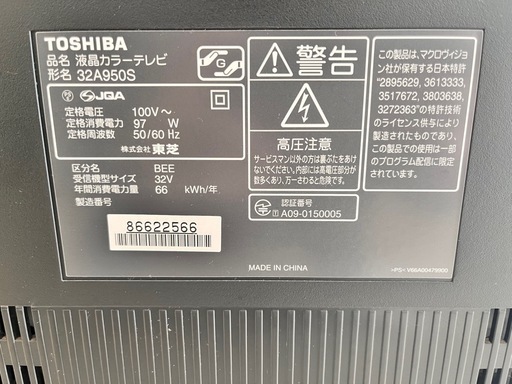 TOSHIBA
品名 液晶カラーテレビ
形名 32A950S
G
JQA
定格電圧 100V～
定格消費電力 97 W
定格周波数 50/60 Hz
株式会社 東芝
区分名 BEE
受信機型サイズ 32V
年間消費電力量 66 kWh/年
製造番号
86622566
警告
高圧注意
サービスマン以外の方は裏ぶたをあけないでください。内部には高電圧部分が数多くあり、万一さわると危険です。
認証番号
A09-0150005
この製品は、マクロヴィジョン
社が保有する日本特許
"2895629、3613333、
3517672、3803638、
3272363"の特許技術
のライセンス供与により
製造されたものです。
この製品での使用は一部の
プログラム配信に限定
されます。
MADE IN CHINA
>PS< V68A00479900